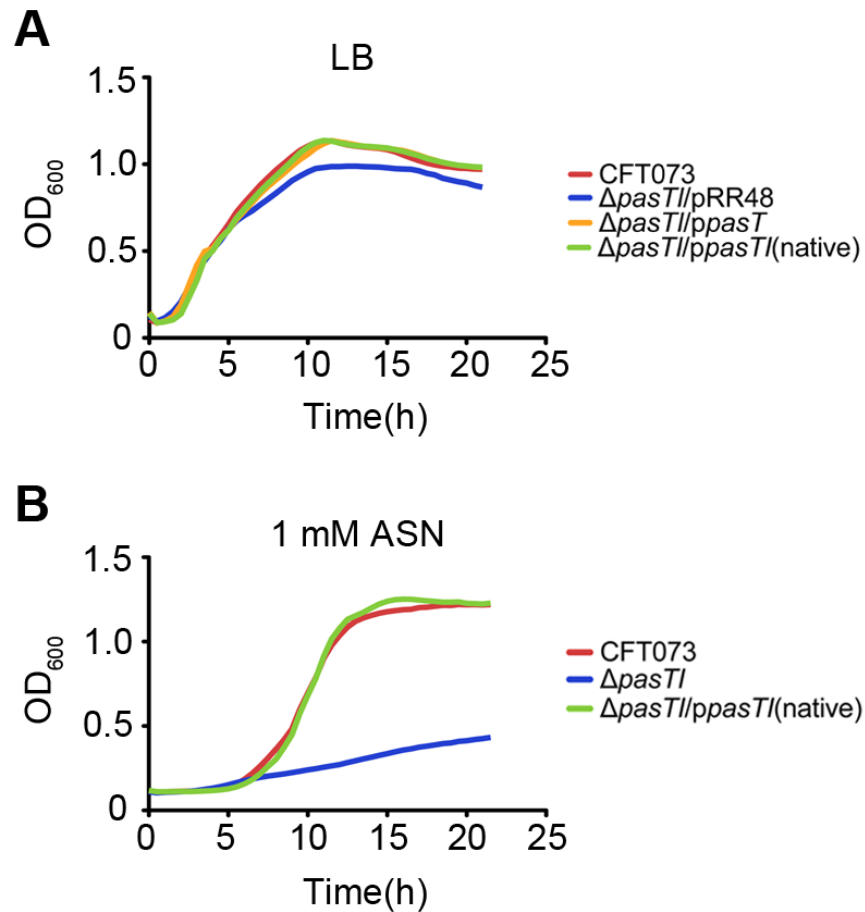 A
LB
1.5
1.0
0.5
0
OD600
0 5 10 15 20 25
Time(h)
CFT073
ΔpasTI/pRR48
ΔpasTI/ppasT
ΔpasTI/ppasTI(native)
B
1 mM ASN
1.5
1.0
0.5
0
OD600
0 5 10 15 20 25
Time(h)
CFT073
ΔpasTI
ΔpasTI/ppasTI(native)